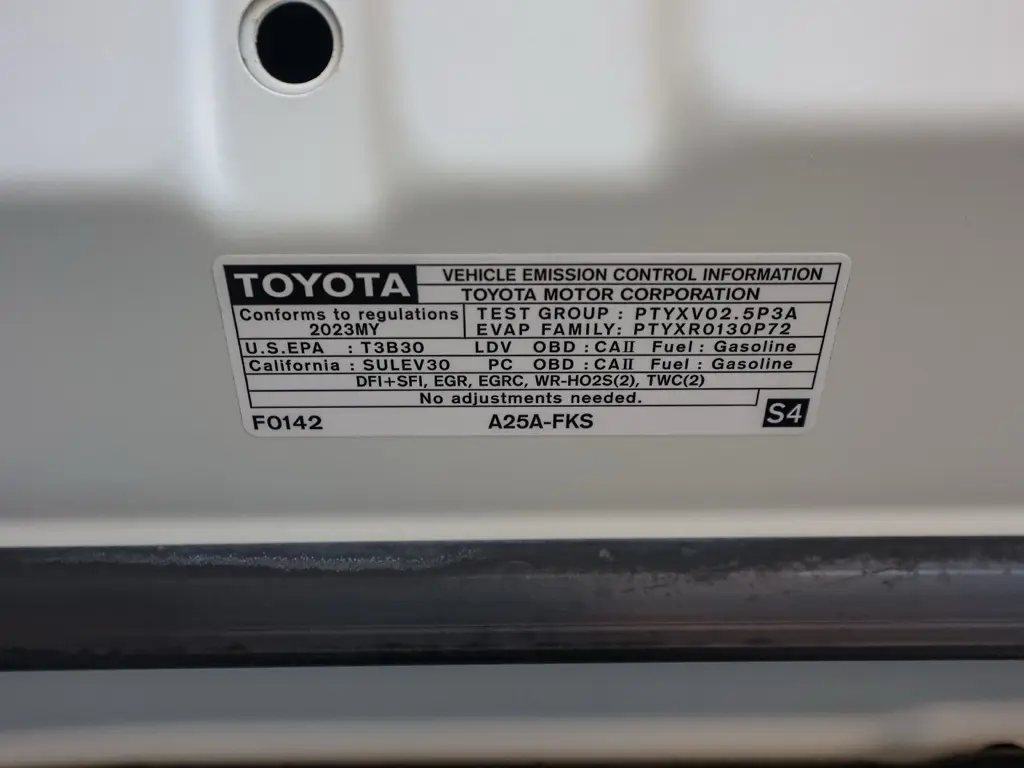 TOYOTA
VEHICLE EMISSION CONTROL INFORMATION
TOYOTA MOTOR CORPORATION
Conforms to regulations
2023MY
TEST GROUP : PTYXV02.5P3A
EVAP FAMILY: PTYXR0130P72
U.S.EPA : T3B30 LDV OBD : CAII Fuel : Gasoline
California : SULEV30 PC OBD : CAII Fuel : Gasoline
DFI+SFI, EGR, EGRC, WR-HO2S(2), TWC(2)
No adjustments needed.
F0142 A25A-FKS S4